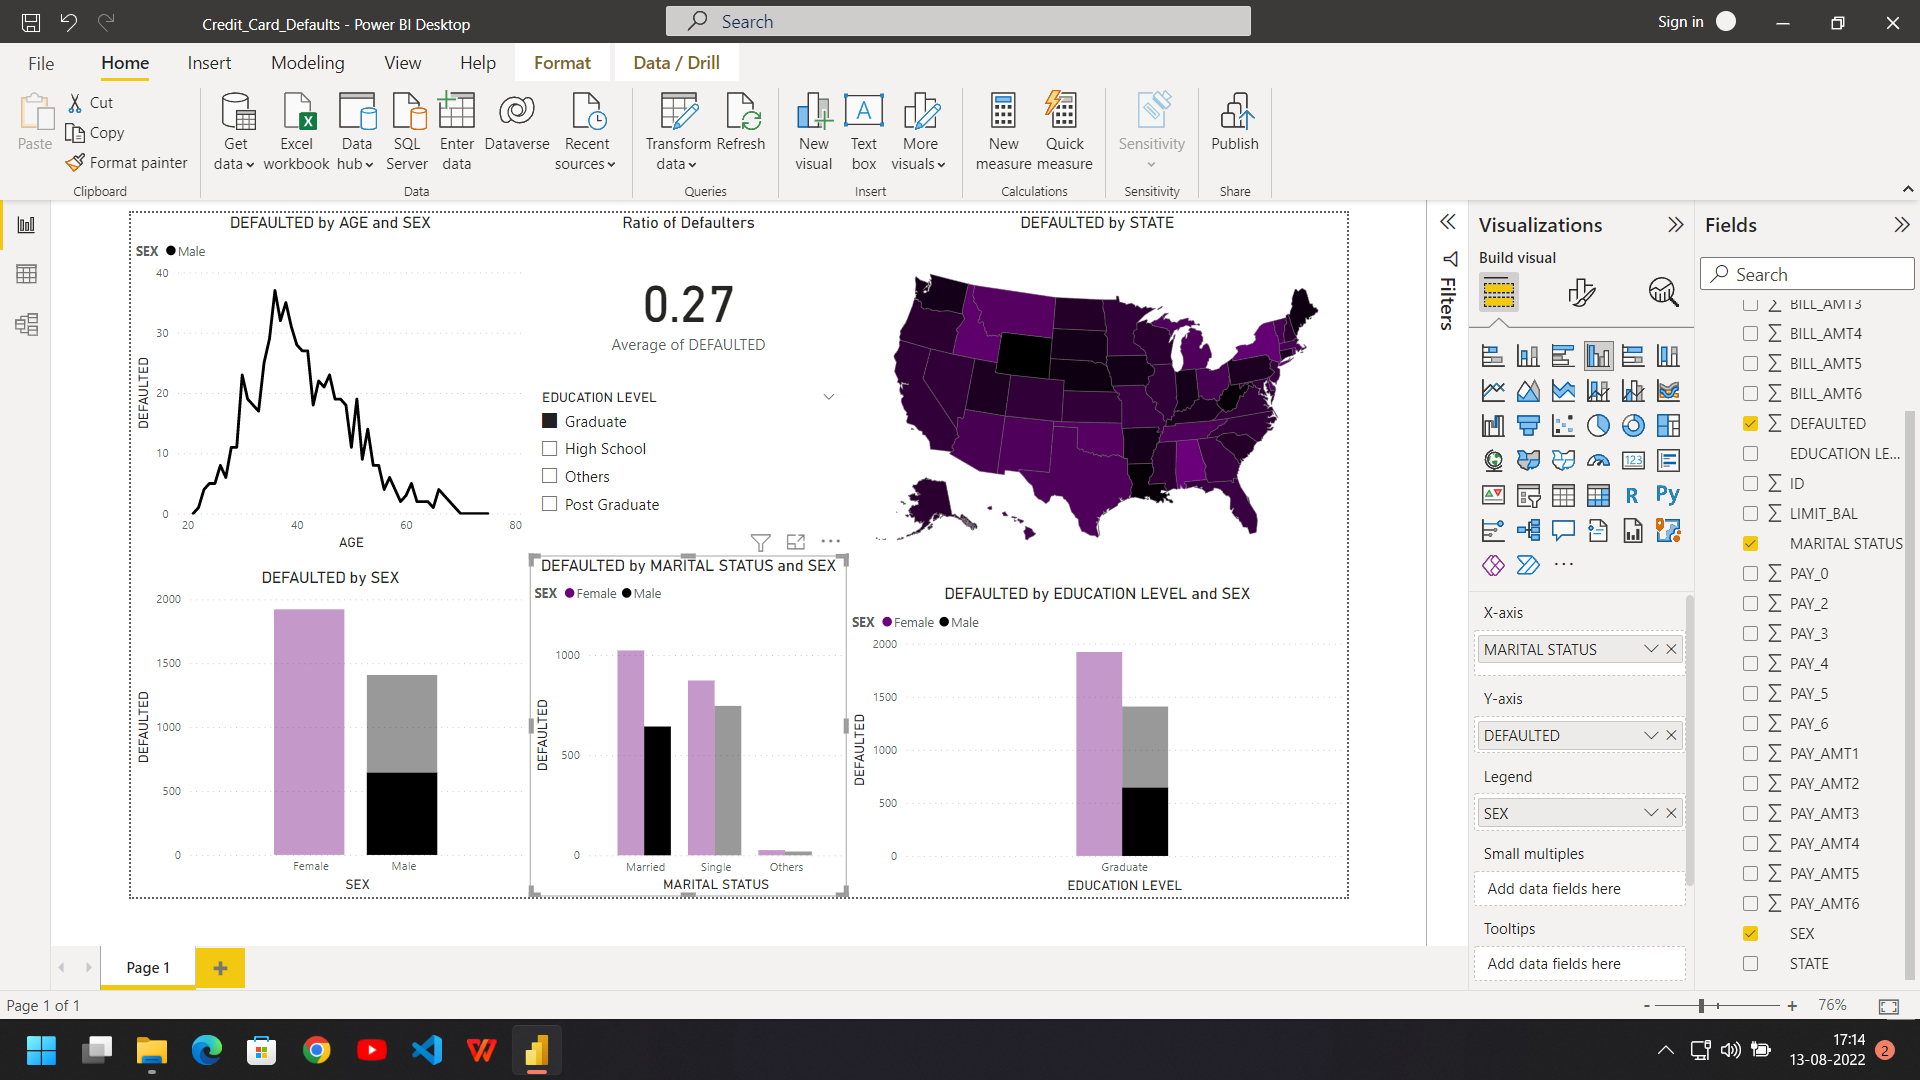 Credit_Card_Defaults - Power BI Desktop
Search
Sign in
File Home Insert Modeling View Help Format Data / Drill
Paste
Cut
Copy
Format painter
Clipboard
Get data
Excel workbook
Data hub
SQL Server
Enter data
Dataverse
Recent sources
Data
Transform data
Refresh
Queries
New visual
Text box
More visuals
Insert
New measure
Quick measure
Calculations
Sensitivity
Sensitivity
Publish
Share
DEFAULTED by AGE and SEX
SEX Male
40
30
20
10
0
DEFAULTED
20 40 60 80
AGE
Ratio of Defaulters
0.27
Average of DEFAULTED
EDUCATION LEVEL
Graduate
High School
Others
Post Graduate
DEFAULTED by STATE
DEFAULTED by SEX
2000
1500
1000
500
0
DEFAULTED
Female Male
SEX
DEFAULTED by MARITAL STATUS and SEX
SEX Female Male
1000
500
0
DEFAULTED
Married Single Others
MARITAL STATUS
DEFAULTED by EDUCATION LEVEL and SEX
SEX Female Male
2000
1500
1000
500
0
DEFAULTED
Graduate
EDUCATION LEVEL
Filters
Visualizations
Build visual
123
R
Py
X-axis
MARITAL STATUS
Y-axis
DEFAULTED
Legend
SEX
Small multiples
Add data fields here
Tooltips
Add data fields here
Fields
Search
BILL_AMT3
BILL_AMT4
BILL_AMT5
BILL_AMT6
DEFAULTED
EDUCATION LE...
ID
LIMIT_BAL
MARITAL STATUS
PAY_0
PAY_2
PAY_3
PAY_4
PAY_5
PAY_6
PAY_AMT1
PAY_AMT2
PAY_AMT3
PAY_AMT4
PAY_AMT5
PAY_AMT6
SEX
STATE
Page 1
Page 1 of 1
76%
17:14
13-08-2022
2